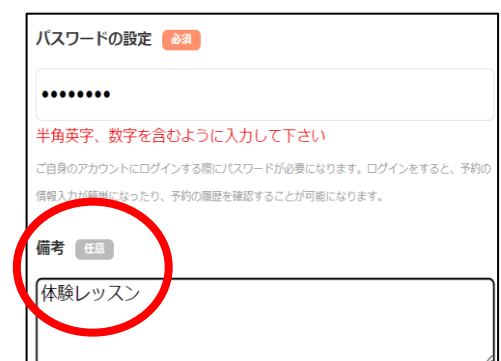 パスワードの設定 必須
••••••••
半角英字、数字を含むように入力して下さい
ご自身のアカウントにログインする際にパスワードが必要になります。ログインをすると、予約の
情報入力が簡単になったり、予約の履歴を確認することが可能になります。
備考 任意
体験レッスン